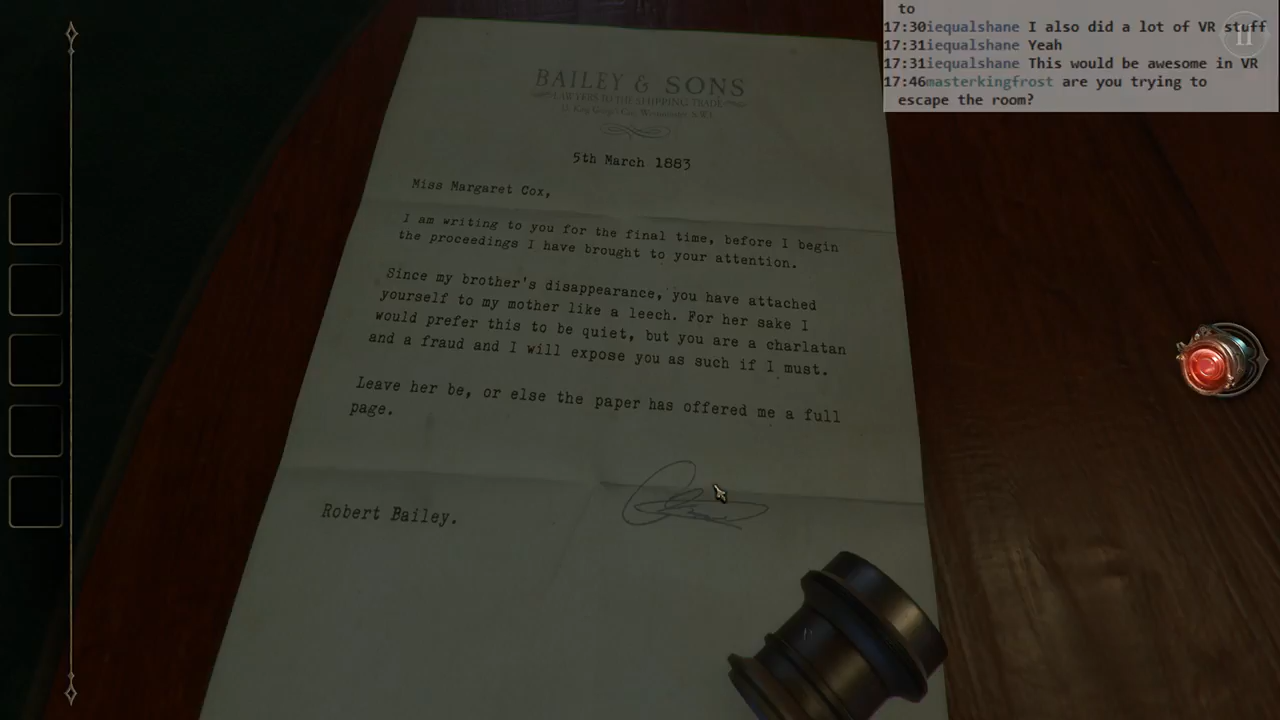 to
17:30iequalshane I also did a lot of VR stuff
17:31iequalshane Yeah
17:31iequalshane This would be awesome in VR
17:46masterkingfrost are you trying to
escape the room?
BAILEY & SONS
LAWYERS TO THE SHIPPING TRADE
5th March 1883
Miss Margaret Cox,
I am writing to you for the final time, before I begin
the proceedings I have brought to your attention.
Since my brother's disappearance, you have attached
yourself to my mother like a leech. For her sake I
would prefer this to be quiet, but you are a charlatan
and a fraud and I will expose you as such if I must.
Leave her be, or else the paper has offered me a full
page.
Robert Bailey.